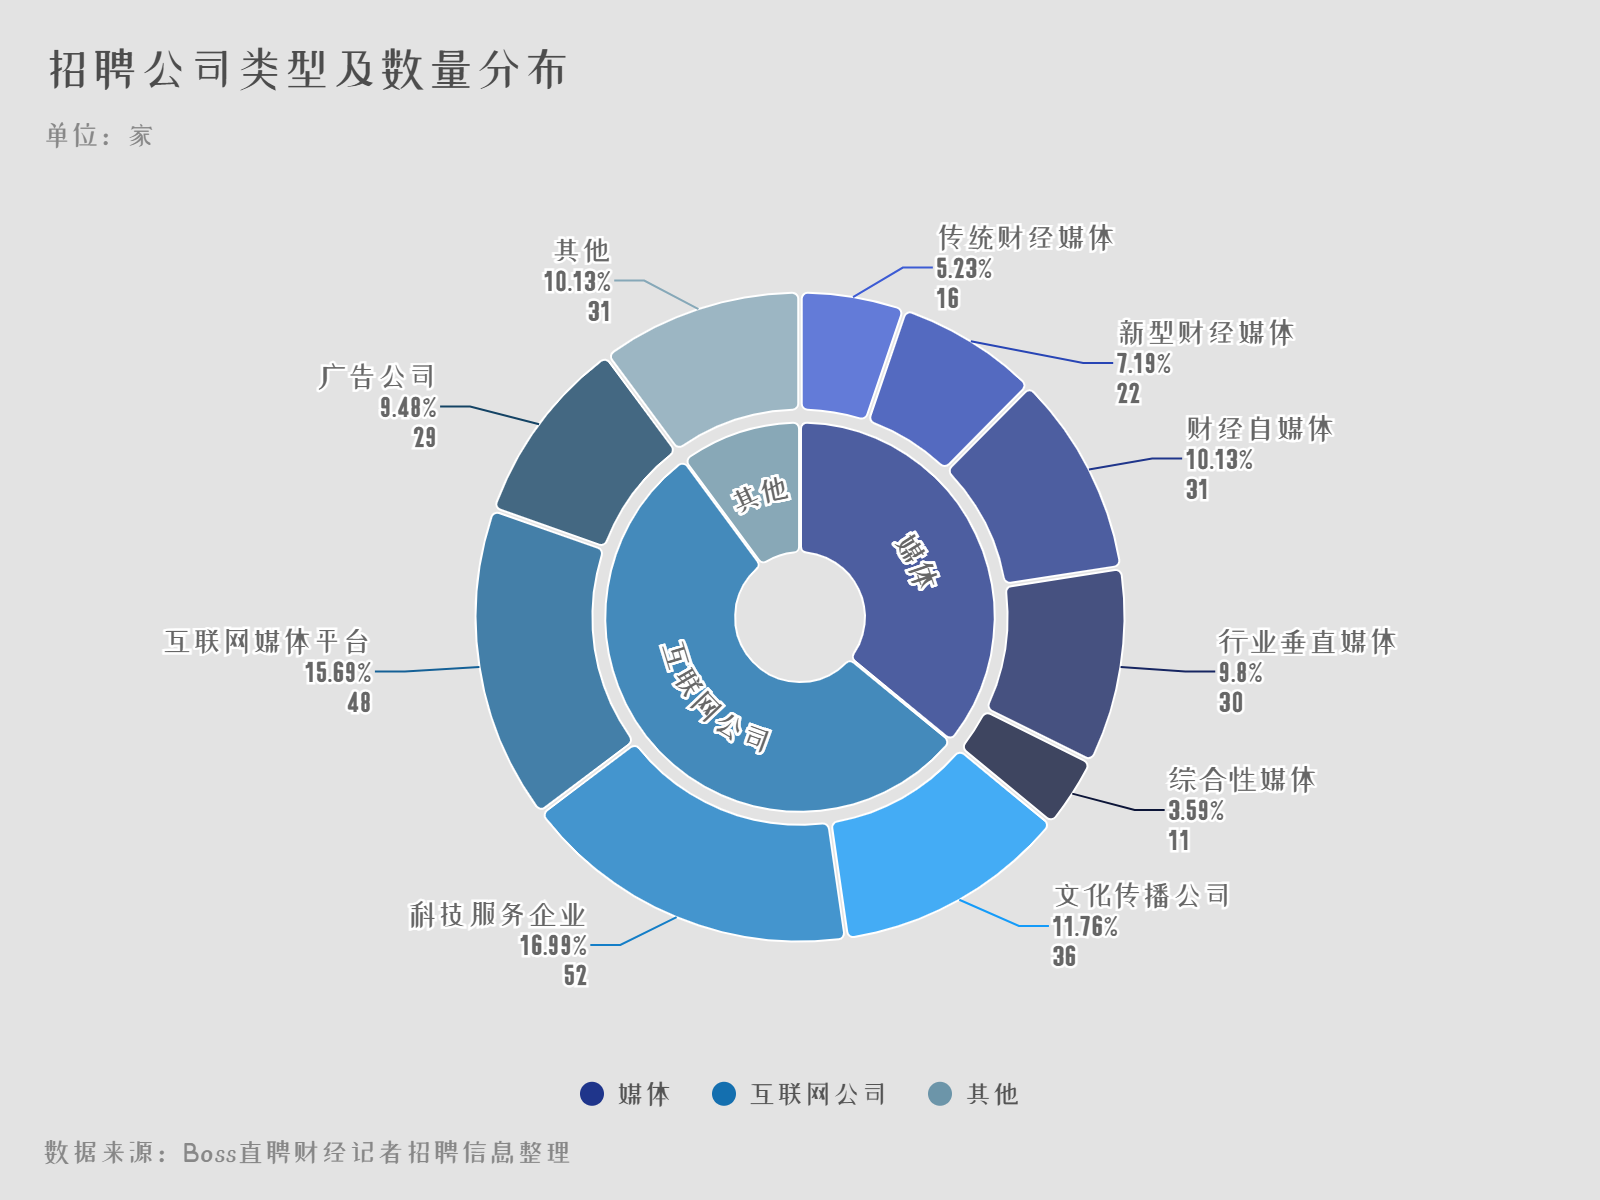 招聘公司类型及数量分布
单位：家
其他
10.13%
31
传统财经媒体
5.23%
16
新型财经媒体
7.19%
22
广告公司
9.48%
29
财经自媒体
10.13%
31
其他
媒体
互联网公司
互联网媒体平台
15.69%
48
行业垂直媒体
9.8%
30
综合性媒体
3.59%
11
文化传播公司
11.76%
36
科技服务企业
16.99%
52
媒体
互联网公司
其他
数据来源：Boss直聘财经记者招聘信息整理